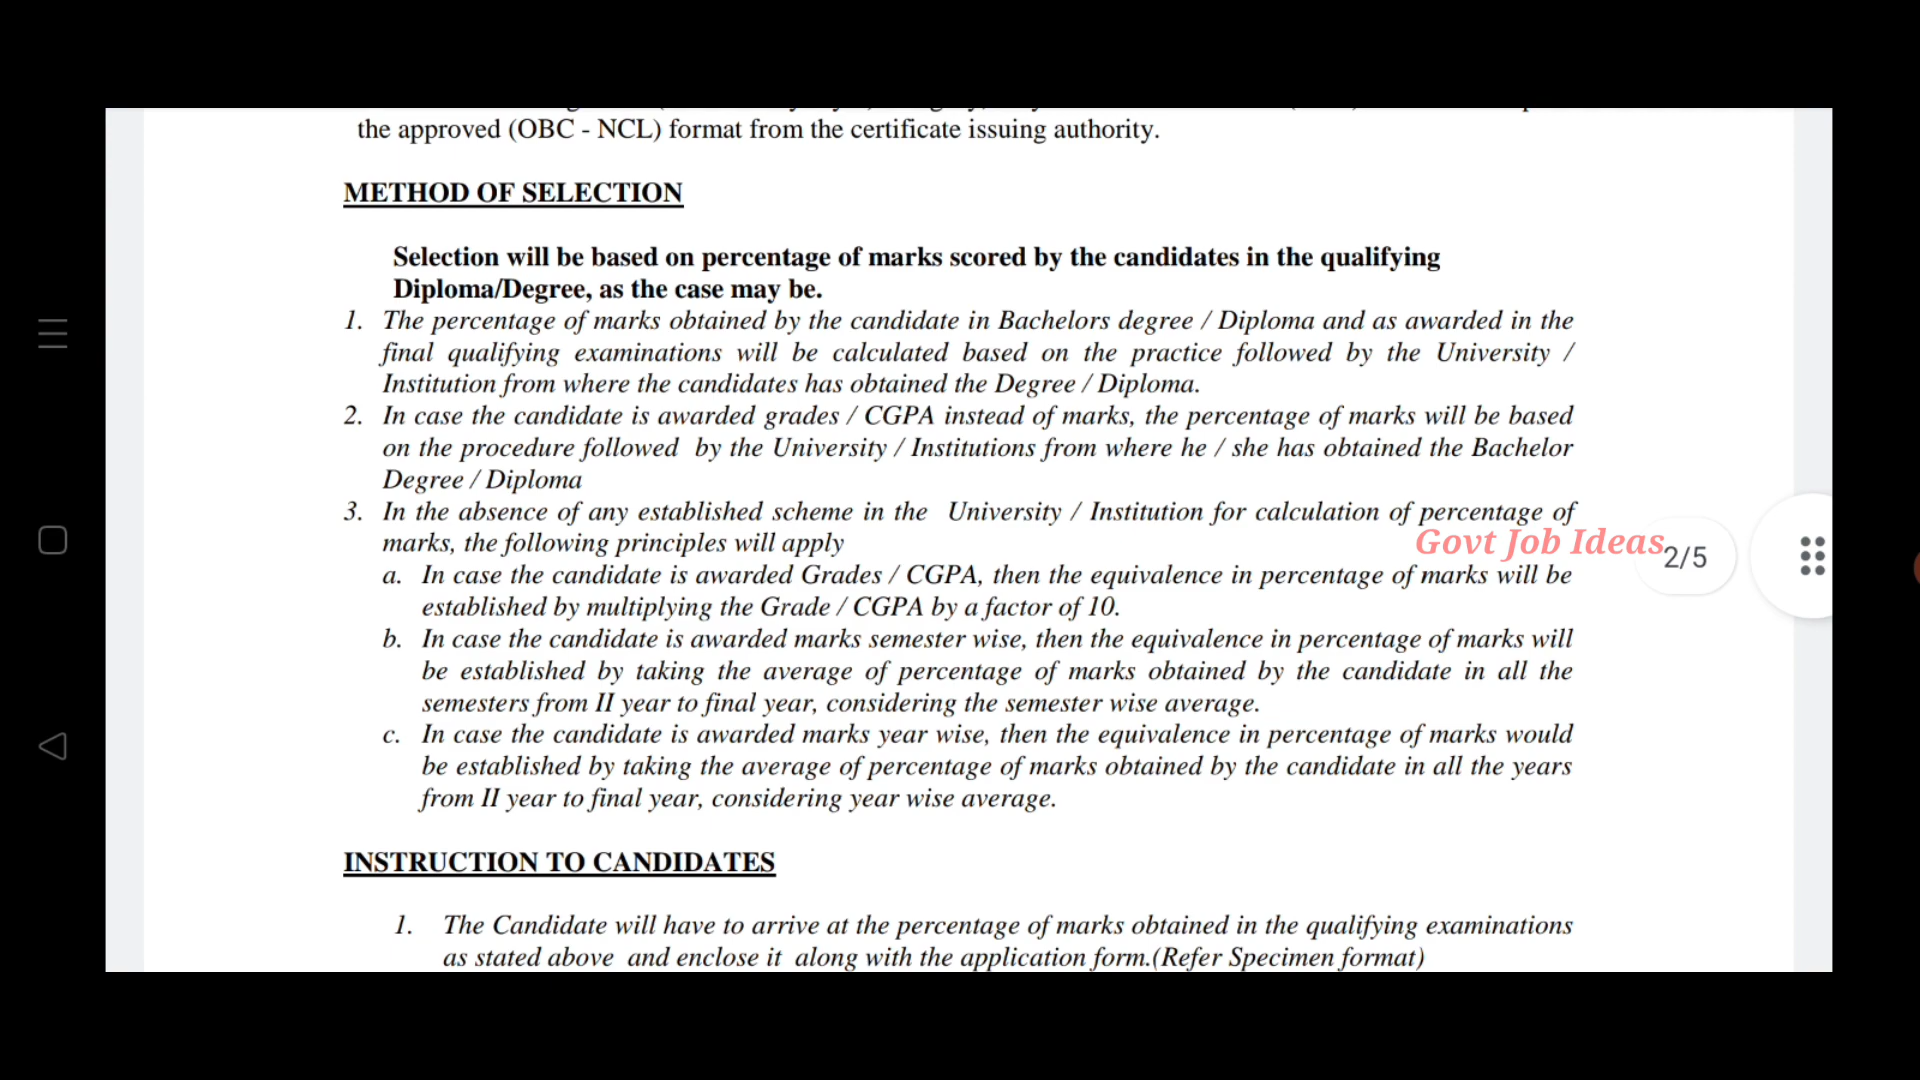 the approved (OBC - NCL) format from the certificate issuing authority.
METHOD OF SELECTION
Selection will be based on percentage of marks scored by the candidates in the qualifying
Diploma/Degree, as the case may be.
1. The percentage of marks obtained by the candidate in Bachelors degree / Diploma and as awarded in the
final qualifying examinations will be calculated based on the practice followed by the University /
Institution from where the candidates has obtained the Degree / Diploma.
2. In case the candidate is awarded grades / CGPA instead of marks, the percentage of marks will be based
on the procedure followed by the University / Institutions from where he / she has obtained the Bachelor
Degree / Diploma
3. In the absence of any established scheme in the University / Institution for calculation of percentage of
marks, the following principles will apply
Govt Job Ideas
2/5
a. In case the candidate is awarded Grades / CGPA, then the equivalence in percentage of marks will be
established by multiplying the Grade / CGPA by a factor of 10.
b. In case the candidate is awarded marks semester wise, then the equivalence in percentage of marks will
be established by taking the average of percentage of marks obtained by the candidate in all the
semesters from II year to final year, considering the semester wise average.
c. In case the candidate is awarded marks year wise, then the equivalence in percentage of marks would
be established by taking the average of percentage of marks obtained by the candidate in all the years
from II year to final year, considering year wise average.
INSTRUCTION TO CANDIDATES
1. The Candidate will have to arrive at the percentage of marks obtained in the qualifying examinations
as stated above and enclose it along with the application form.(Refer Specimen format)